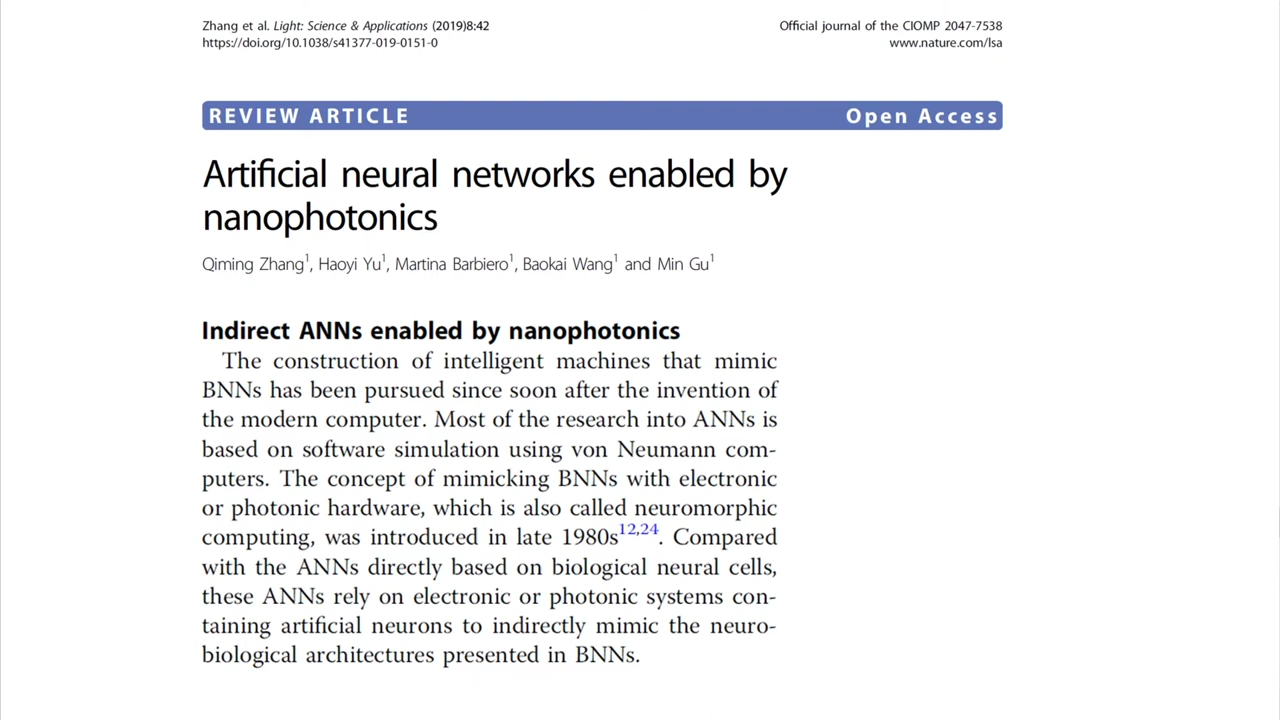 Zhang et al. Light: Science & Applications (2019)8:42
https://doi.org/10.1038/s41377-019-0151-0
Official journal of the CIOMP 2047-7538
www.nature.com/lsa
REVIEW ARTICLE
Open Access
Artificial neural networks enabled by
nanophotonics
Qiming Zhang1, Haoyi Yu1, Martina Barbiero1, Baokai Wang1 and Min Gu1
Indirect ANNs enabled by nanophotonics
The construction of intelligent machines that mimic
BNNs has been pursued since soon after the invention of
the modern computer. Most of the research into ANNs is
based on software simulation using von Neumann com-
puters. The concept of mimicking BNNs with electronic
or photonic hardware, which is also called neuromorphic
computing, was introduced in late 1980s12,24. Compared
with the ANNs directly based on biological neural cells,
these ANNs rely on electronic or photonic systems con-
taining artificial neurons to indirectly mimic the neuro-
biological architectures presented in BNNs.